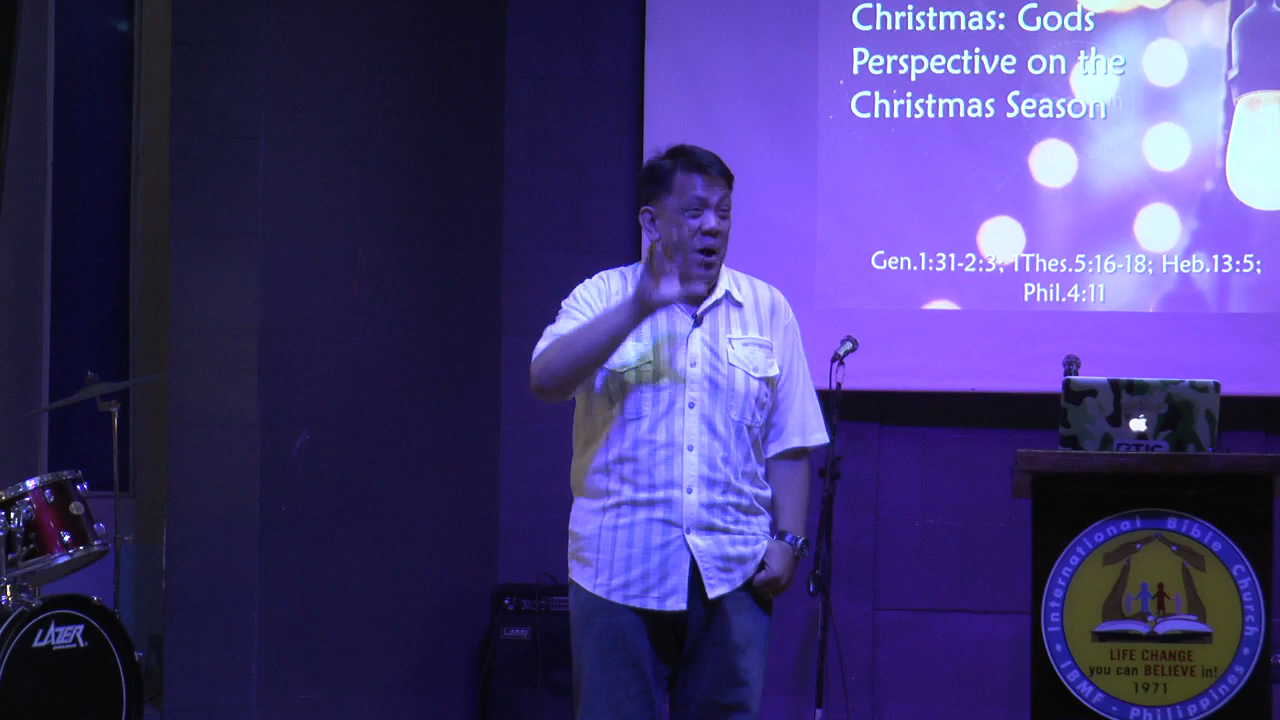 Christmas: Gods
Perspective on the
Christmas Season
Gen.1:31-2:3; 1Thes.5:16-18; Heb.13:5;
Phil.4:11
International Bible Church
LIFE CHANGE
you can BELIEVE in!
1971
IBMF - Philippines
LAZER
Laney